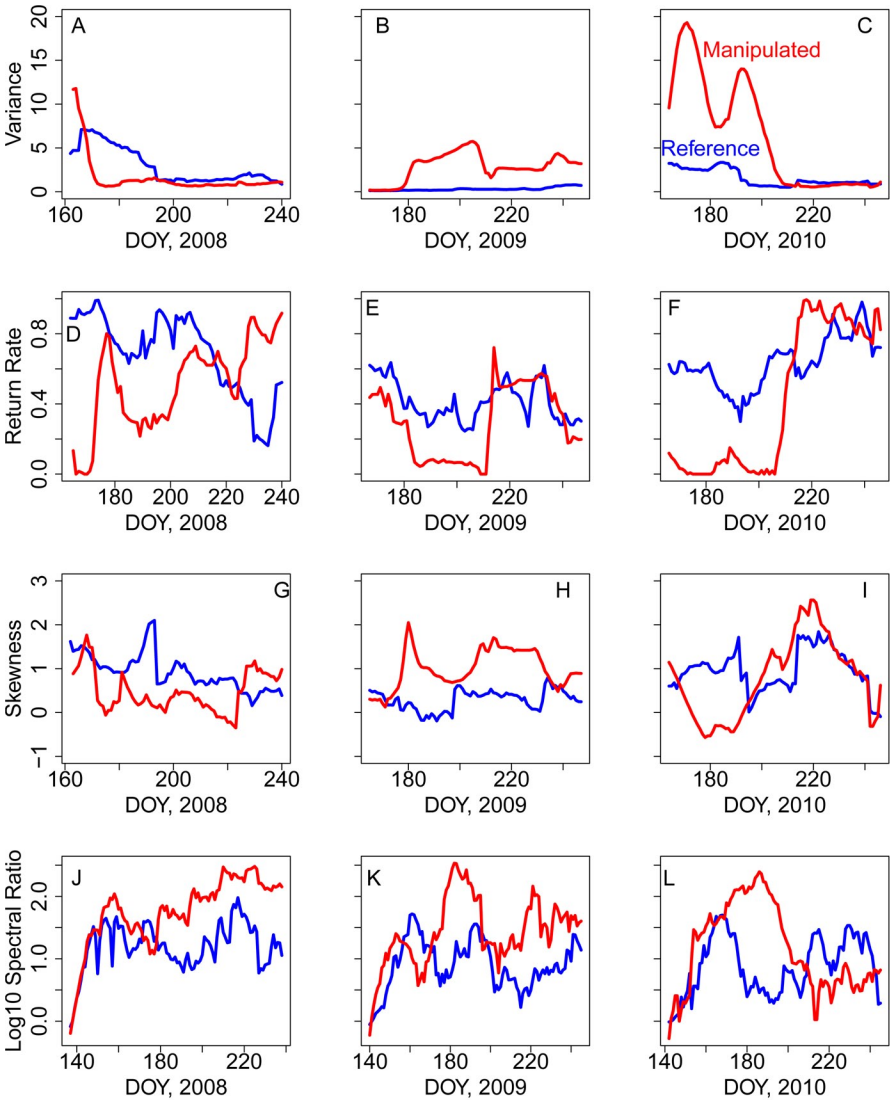 A
B
C
Variance
20
15
10
5
0
Manipulated
Reference
160 200 240
180 220
180 220
DOY, 2008
DOY, 2009
DOY, 2010
D
E
F
Return Rate
0.8
0.4
0.0
180 200 220 240
180 220
180 220
DOY, 2008
DOY, 2009
DOY, 2010
G
H
I
Skewness
3
2
1
0
−1
160 200 240
180 220
180 220
DOY, 2008
DOY, 2009
DOY, 2010
J
K
L
Log10 Spectral Ratio
2.0
1.0
0.0
140 180 220
140 180 220
140 180 220
DOY, 2008
DOY, 2009
DOY, 2010